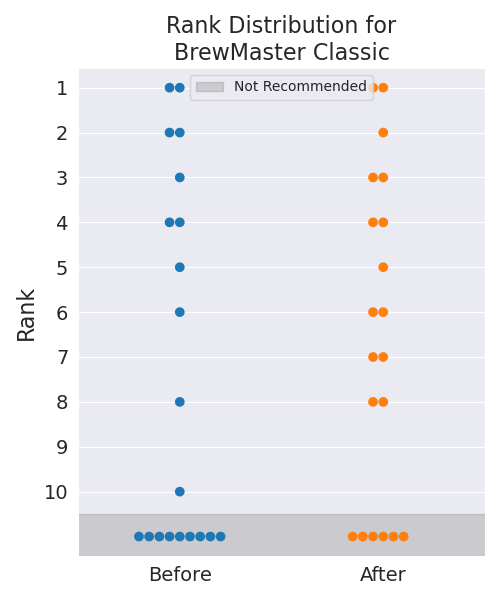 Rank Distribution for
BrewMaster Classic
Not Recommended
1
2
3
4
5
6
7
8
9
10
Rank
Before
After